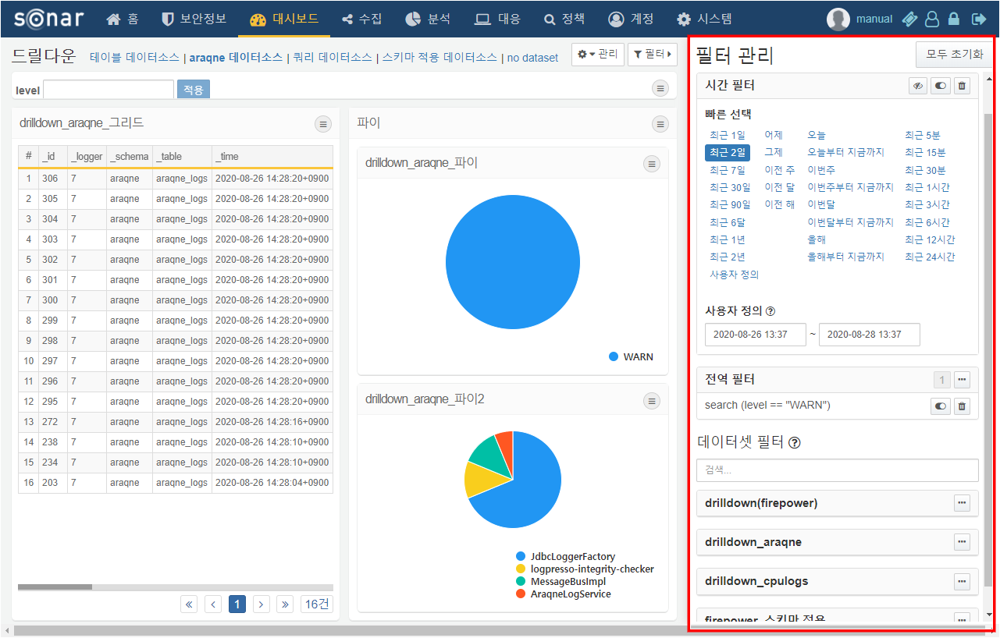 sonar 홈 보안정보 대시보드 수집 분석 대응 정책 계정 시스템 manual
드릴다운 테이블 데이터소스 | araqne 데이터소스 | 쿼리 데이터소스 | 스키마 적용 데이터소스 | no dataset 관리 필터
level 적용
drilldown_araqne_그리드
# _id _logger _schema _table _time
1 306 7 araqne araqne_logs 2020-08-26 14:28:20+0900
2 305 7 araqne araqne_logs 2020-08-26 14:28:20+0900
3 304 7 araqne araqne_logs 2020-08-26 14:28:20+0900
4 303 7 araqne araqne_logs 2020-08-26 14:28:20+0900
5 302 7 araqne araqne_logs 2020-08-26 14:28:20+0900
6 301 7 araqne araqne_logs 2020-08-26 14:28:20+0900
7 300 7 araqne araqne_logs 2020-08-26 14:28:20+0900
8 299 7 araqne araqne_logs 2020-08-26 14:28:20+0900
9 298 7 araqne araqne_logs 2020-08-26 14:28:20+0900
10 297 7 araqne araqne_logs 2020-08-26 14:28:20+0900
11 296 7 araqne araqne_logs 2020-08-26 14:28:20+0900
12 295 7 araqne araqne_logs 2020-08-26 14:28:20+0900
13 272 7 araqne araqne_logs 2020-08-26 14:28:16+0900
14 238 7 araqne araqne_logs 2020-08-26 14:28:10+0900
15 234 7 araqne araqne_logs 2020-08-26 14:28:10+0900
16 203 7 araqne araqne_logs 2020-08-26 14:28:04+0900
« < 1 > » 16건
파이
drilldown_araqne_파이
WARN
drilldown_araqne_파이2
JdbcLoggerFactory
logpresso-integrity-checker
MessageBusImpl
AraqneLogService
필터 관리 모두 초기화
시간 필터
빠른 선택
최근 1일 어제 오늘 최근 5분
최근 2일 그제 오늘부터 지금까지 최근 15분
최근 7일 이전 주 이번주 최근 30분
최근 30일 이전 달 이번주부터 지금까지 최근 1시간
최근 90일 이전 해 이번달 최근 3시간
최근 6달 이번달부터 지금까지 최근 6시간
최근 1년 올해 최근 12시간
최근 2년 올해부터 지금까지 최근 24시간
사용자 정의
사용자 정의 ?
2020-08-26 13:37 ~ 2020-08-28 13:37
전역 필터 1 ...
search (level == "WARN")
데이터셋 필터 ?
검색...
drilldown(firepower) ...
drilldown_araqne ...
drilldown_cpulogs ...
firepower_스키마 적용 ...